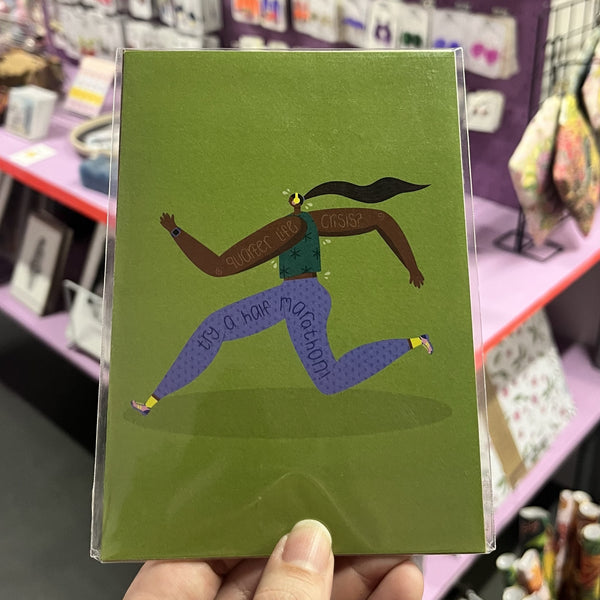 quarter life crisis?
try a half marathon!